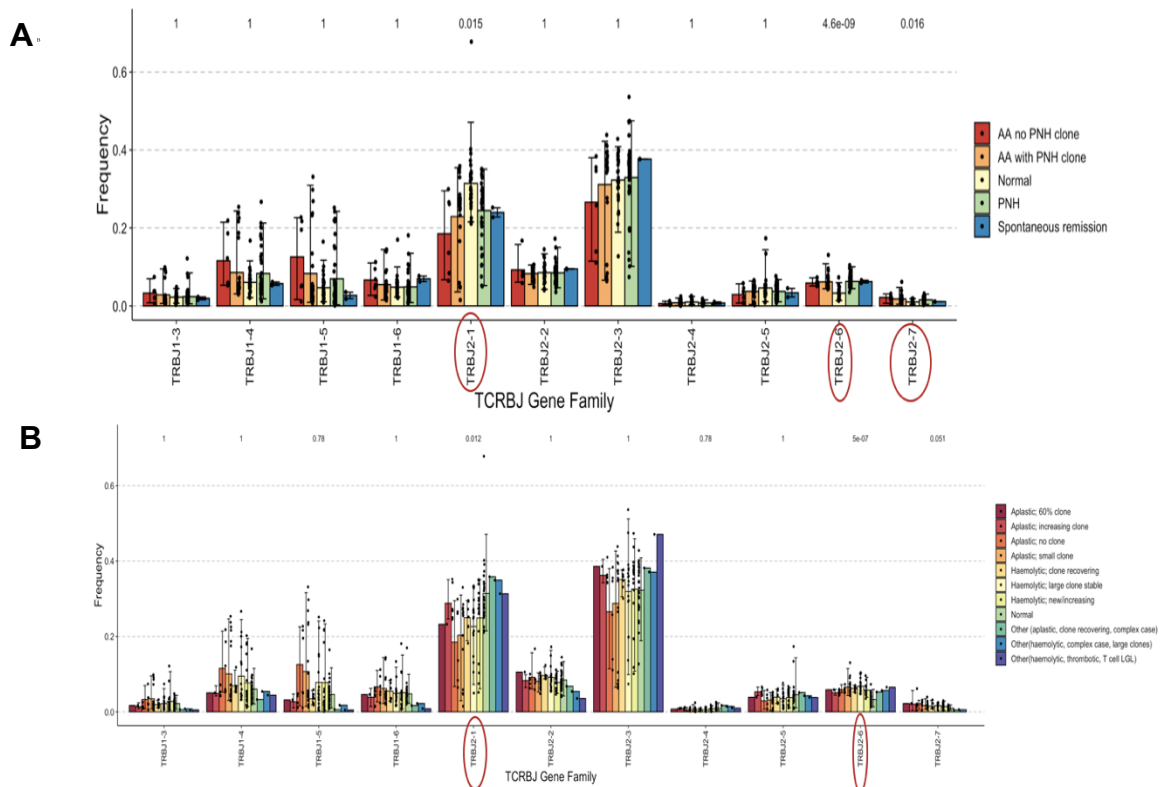 A
1 1 1 1 0.015 1 1 1 1 4.6e-09 0.016
0.6
0.4
0.2
0.0
Frequency
AA no PNH clone
AA with PNH clone
Normal
PNH
Spontaneous remission
TRBJ1-3 TRBJ1-4 TRBJ1-5 TRBJ1-6 TRBJ2-1 TRBJ2-2 TRBJ2-3 TRBJ2-4 TRBJ2-5 TRBJ2-6 TRBJ2-7
TCRBJ Gene Family
B
1 1 0.78 1 0.012 1 1 0.78 1 5e-07 0.051
0.6
0.4
0.2
0.0
Frequency
Aplastic; 60% clone
Aplastic; increasing clone
Aplastic; no clone
Aplastic; small clone
Haemolytic; clone recovering
Haemolytic; large clone stable
Haemolytic; new/increasing
Normal
Other (aplastic, clone recovering, complex case)
Other(haemolytic, complex case, large clones)
Other(haemolytic, thrombotic, T cell LGL)
TRBJ1-3 TRBJ1-4 TRBJ1-5 TRBJ1-6 TRBJ2-1 TRBJ2-2 TRBJ2-3 TRBJ2-4 TRBJ2-5 TRBJ2-6 TRBJ2-7
TCRBJ Gene Family